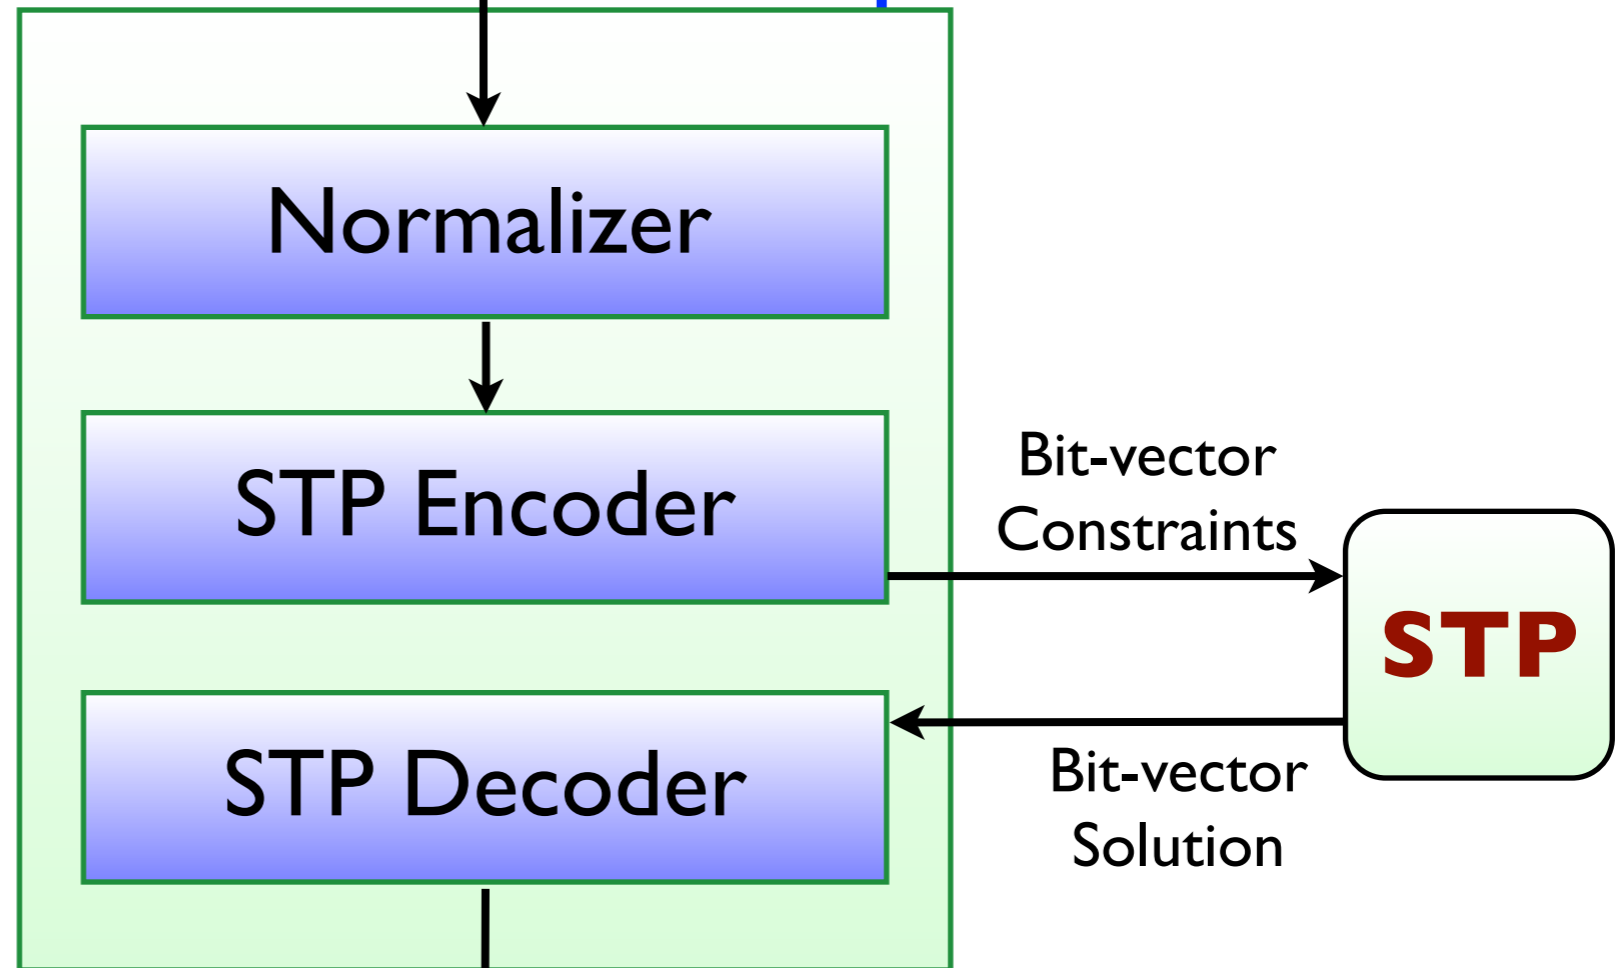 Normalizer
STP Encoder
Bit-vector
Constraints
STP
STP Decoder
Bit-vector
Solution